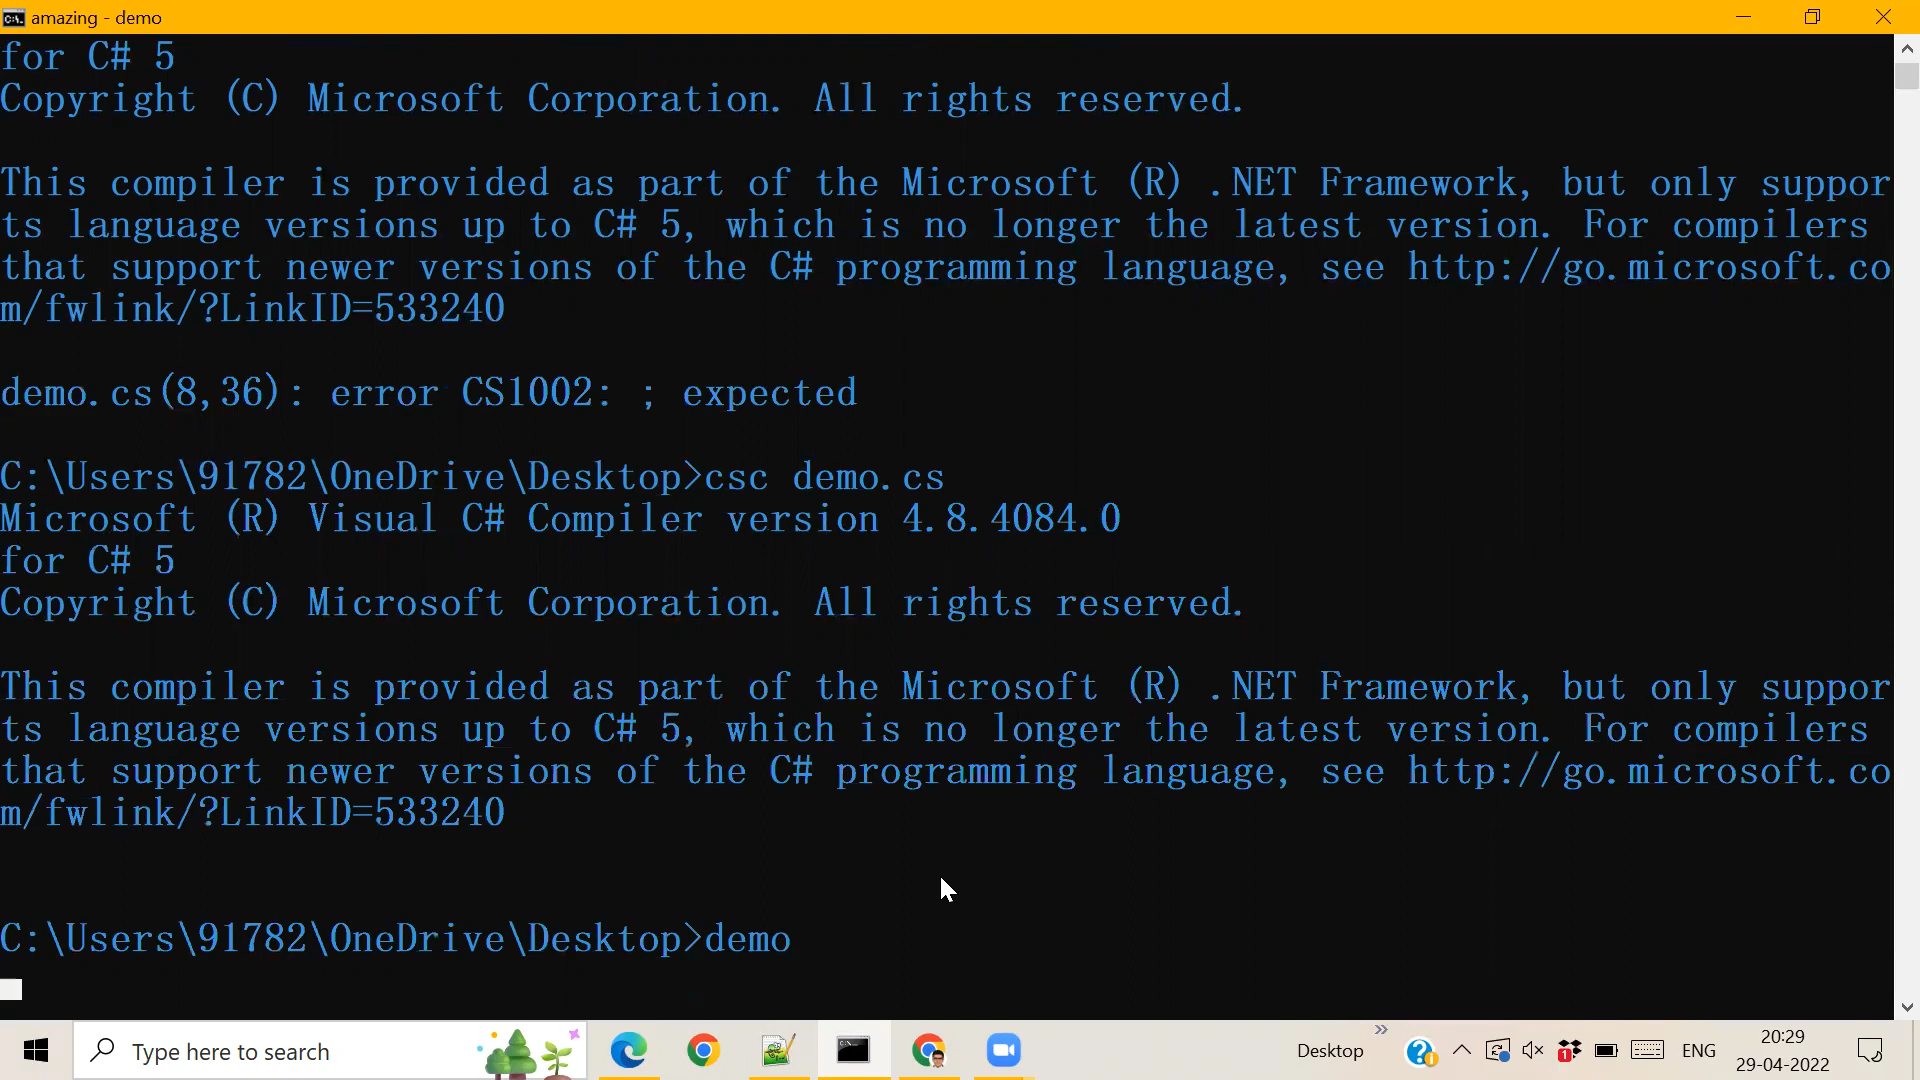 amazing - demo
for C# 5
Copyright (C) Microsoft Corporation. All rights reserved.
This compiler is provided as part of the Microsoft (R) .NET Framework, but only suppor
ts language versions up to C# 5, which is no longer the latest version. For compilers
that support newer versions of the C# programming language, see http://go.microsoft.co
m/fwlink/?LinkID=533240
demo.cs(8,36): error CS1002: ; expected
C:\Users\91782\OneDrive\Desktop>csc demo.cs
Microsoft (R) Visual C# Compiler version 4.8.4084.0
for C# 5
Copyright (C) Microsoft Corporation. All rights reserved.
This compiler is provided as part of the Microsoft (R) .NET Framework, but only suppor
ts language versions up to C# 5, which is no longer the latest version. For compilers
that support newer versions of the C# programming language, see http://go.microsoft.co
m/fwlink/?LinkID=533240
C:\Users\91782\OneDrive\Desktop>demo
Type here to search
Desktop
1
ENG
20:29
29-04-2022